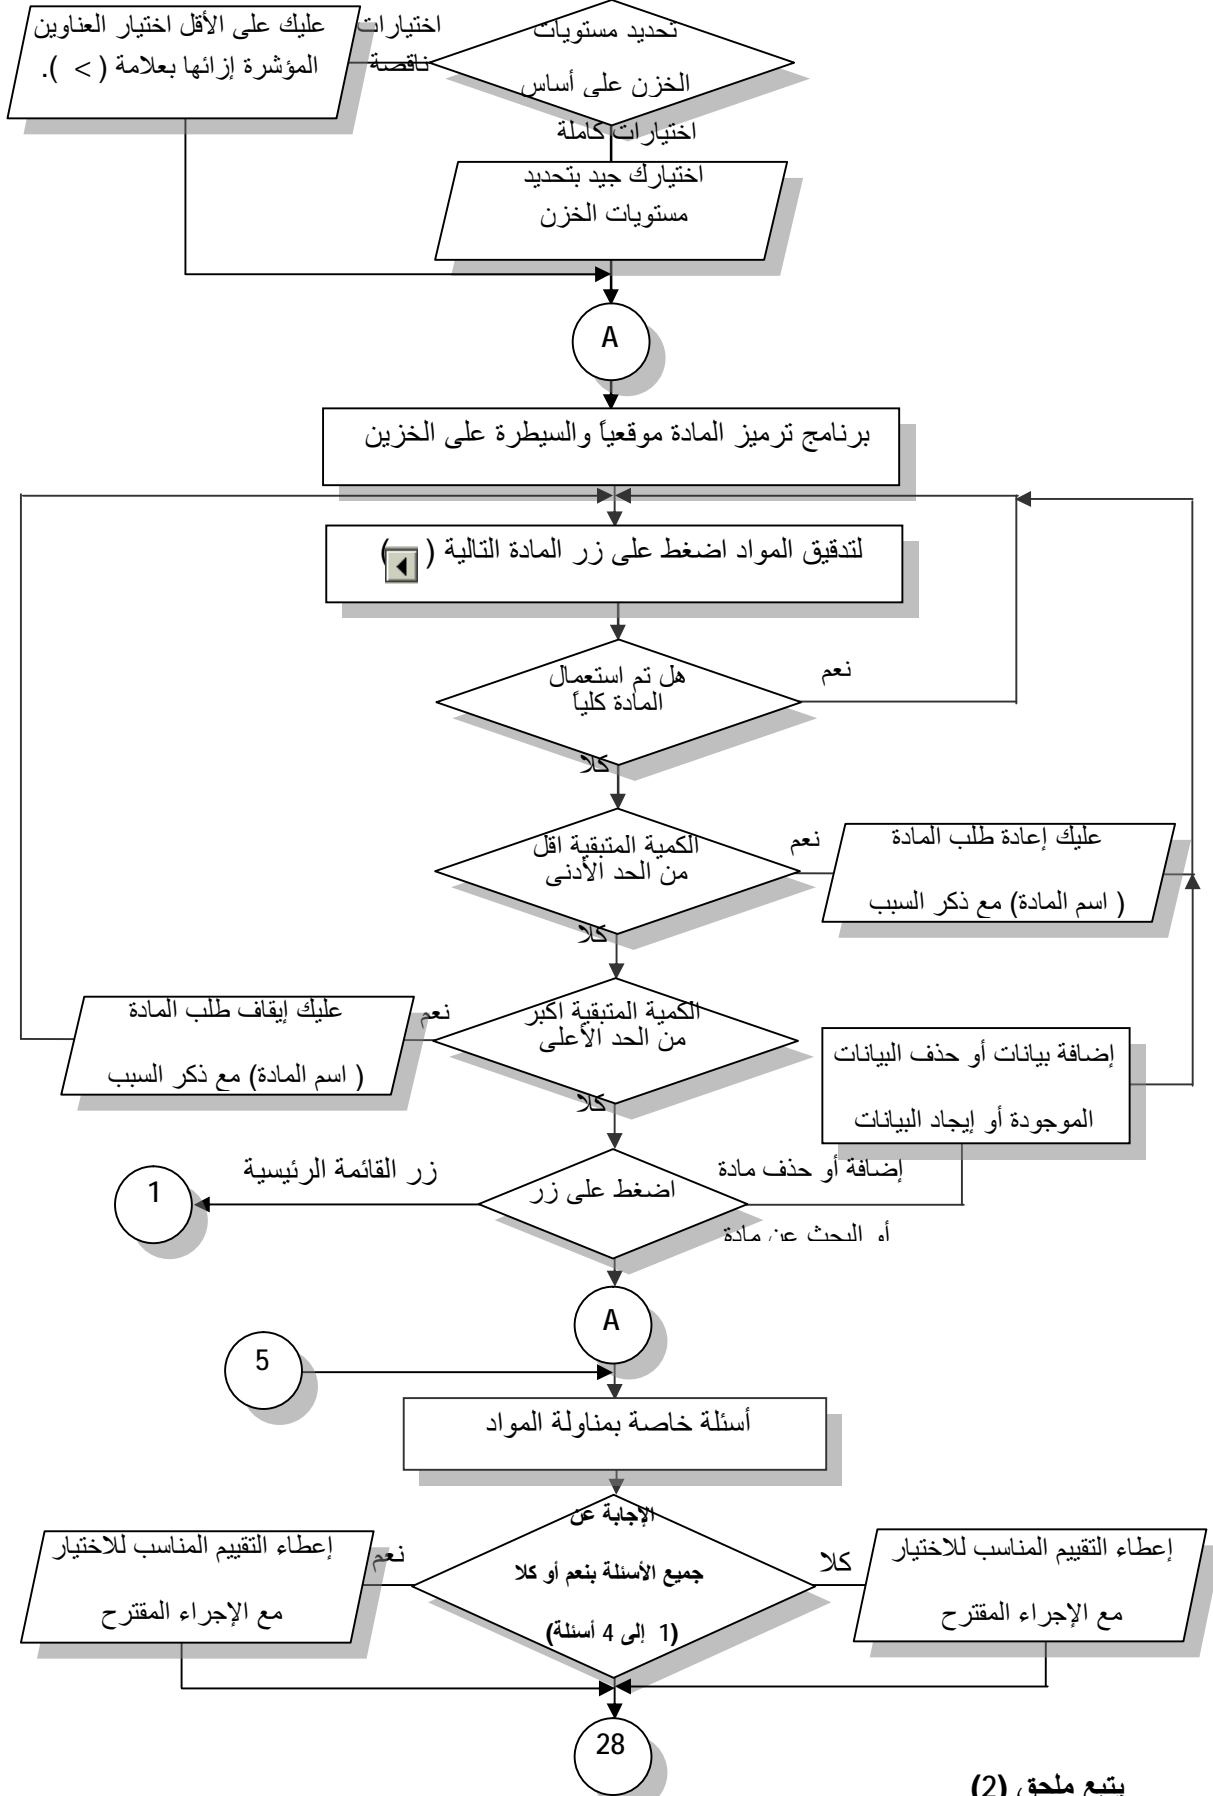 تحديد مستويات
الخزن على أساس
اختيارات
ناقصة
عليك على الأقل اختيار العناوين
المؤشرة إزائها بعلامة ( > ).
اختيارات كاملة
اختيارك جيد بتحديد
مستويات الخزن
A
برنامج ترميز المادة موقعياً والسيطرة على الخزين
لتدقيق المواد اضغط على زر المادة التالية ( )
هل تم استعمال
المادة كلياً
نعم
كلا
الكمية المتبقية اقل
من الحد الأدنى
نعم
عليك إعادة طلب المادة
( اسم المادة) مع ذكر السبب
كلا
الكمية المتبقية اكبر
من الحد الأعلى
نعم
عليك إيقاف طلب المادة
( اسم المادة) مع ذكر السبب
كلا
إضافة بيانات أو حذف البيانات
الموجودة أو إيجاد البيانات
اضغط على زر
إضافة أو حذف مادة
أو البحث عن مادة
زر القائمة الرئيسية
1
A
5
أسئلة خاصة بمناولة المواد
الإجابة عن
جميع الأسئلة بنعم أو كلا
(1 إلى 4 أسئلة)
كلا
إعطاء التقييم المناسب للاختيار
مع الإجراء المقترح
نعم
إعطاء التقييم المناسب للاختيار
مع الإجراء المقترح
28
يتبع ملحق (2)